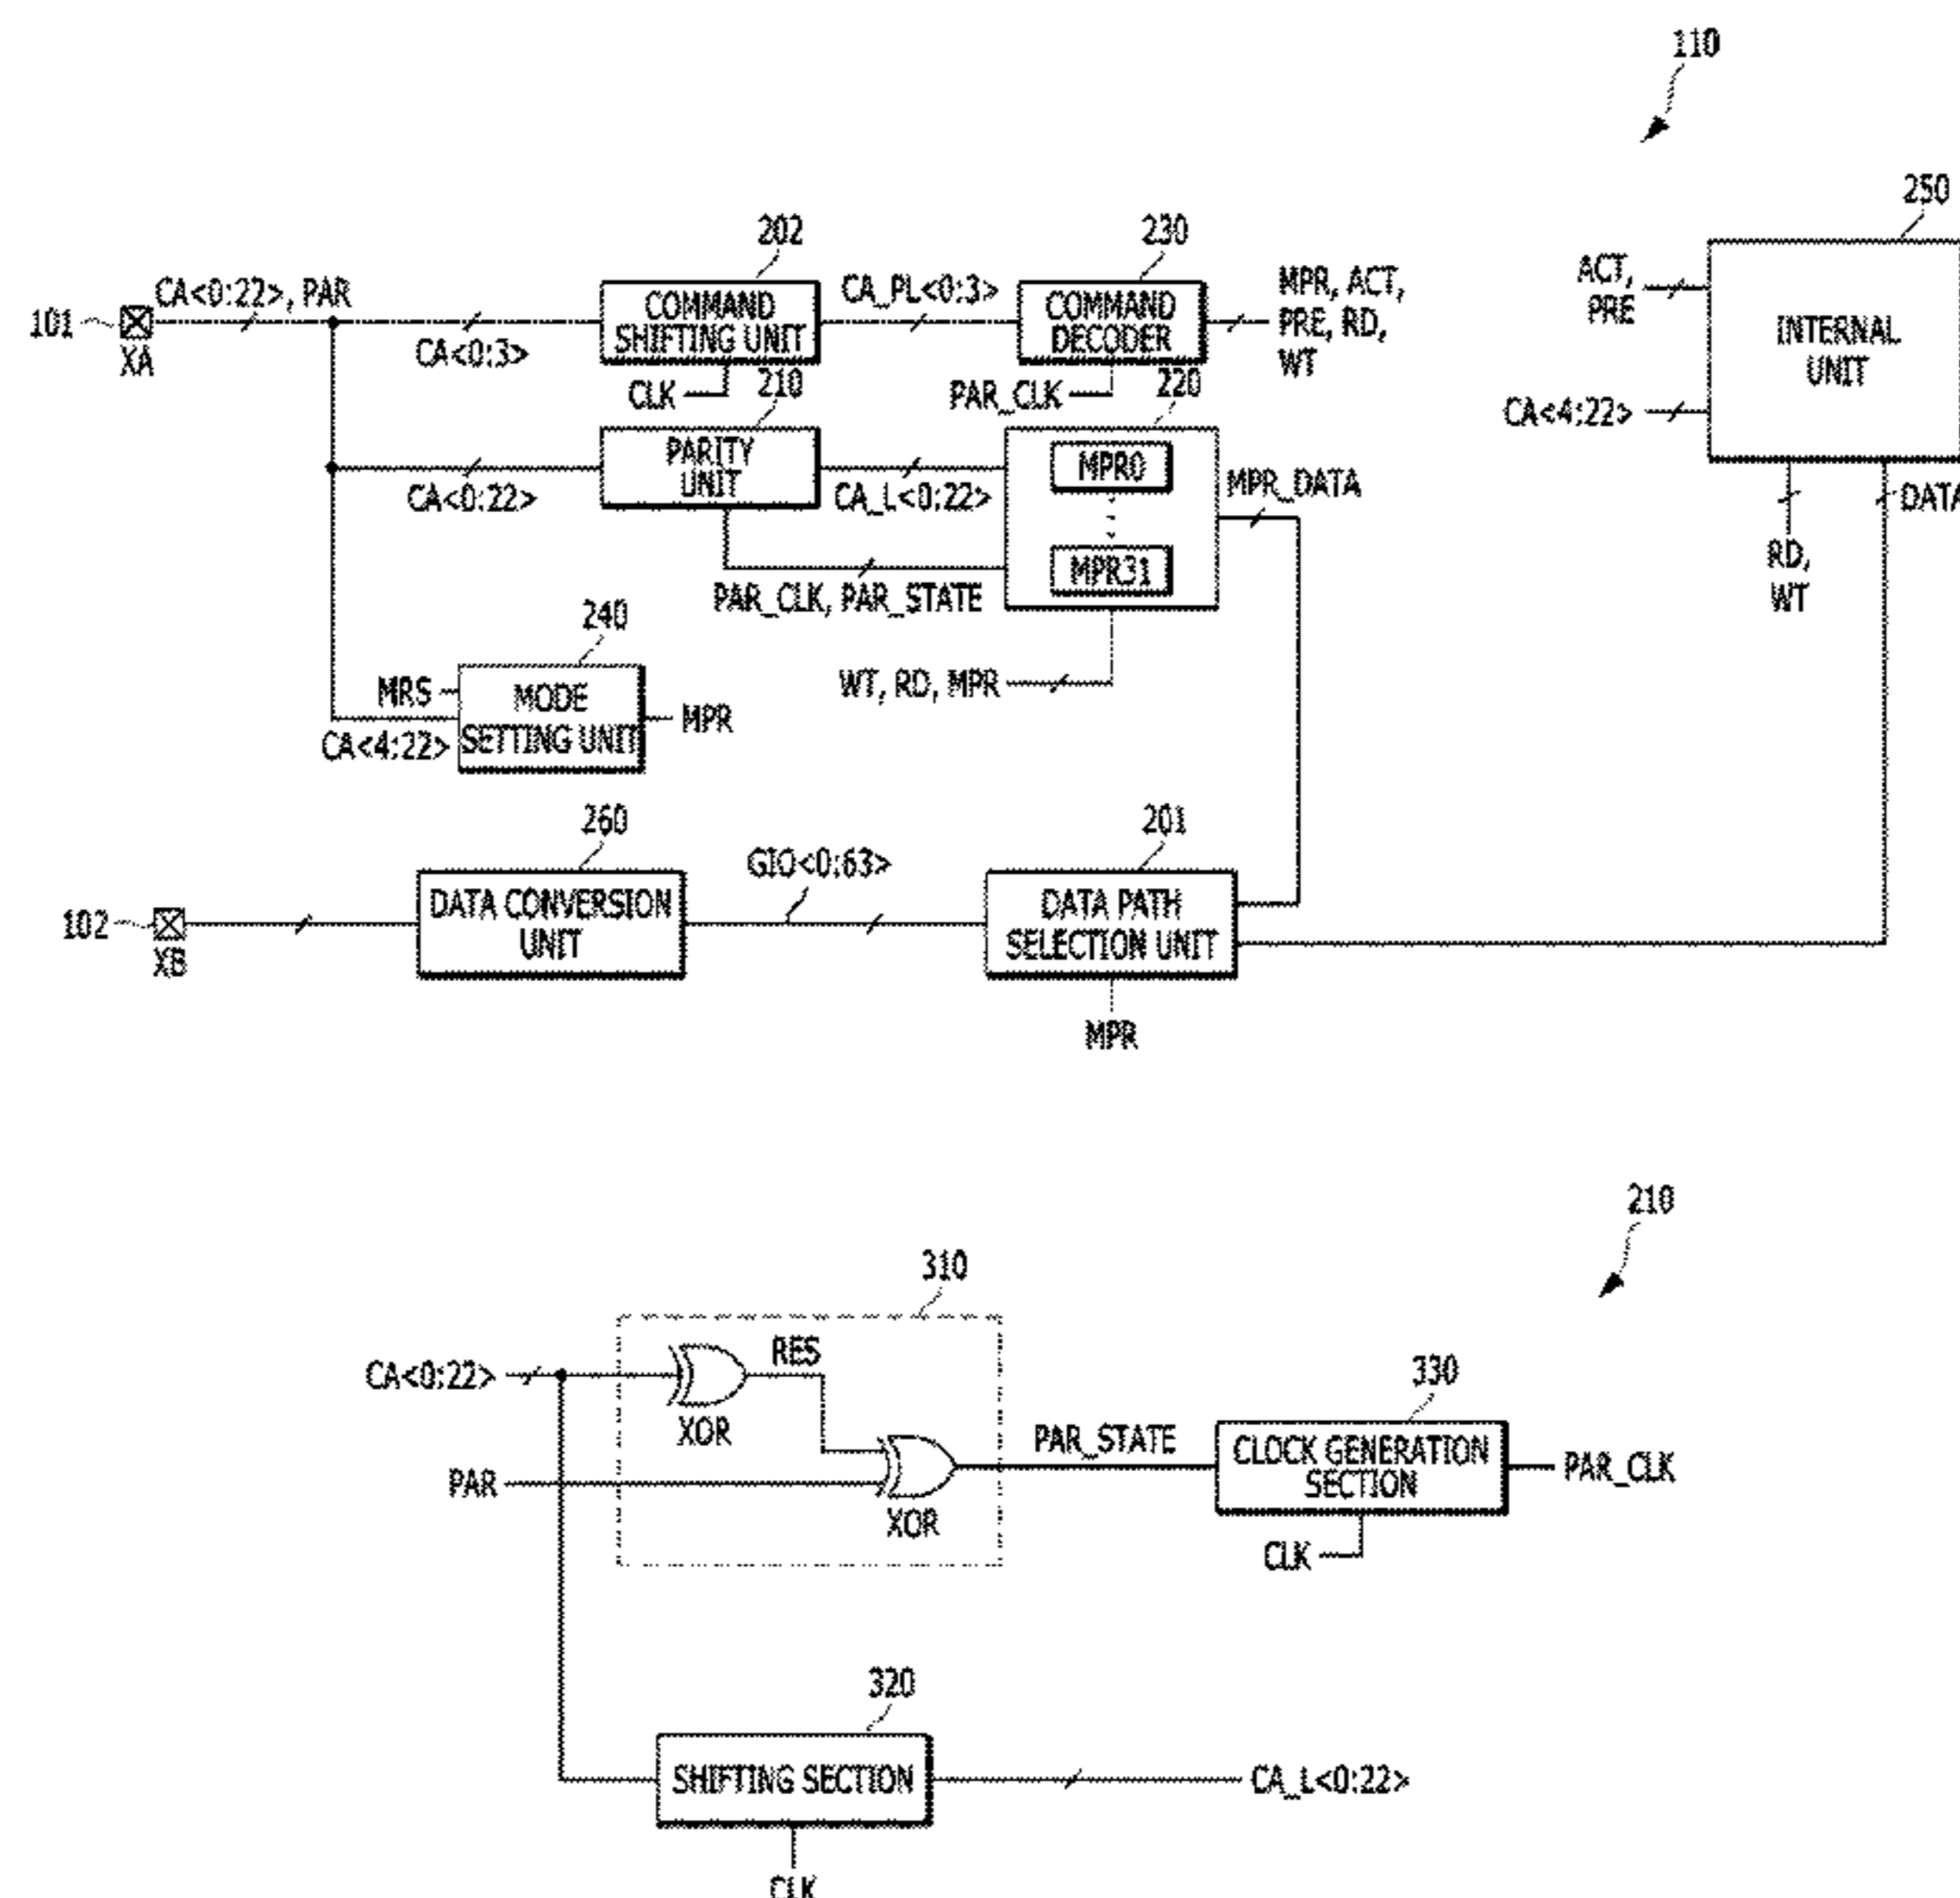 110
250
202
230
CA<0:22>, PAR
101
XA
CA<0:3>
COMMAND
SHIFTING UNIT
CA_PL<0:3>
COMMAND
DECODER
MPR, ACT,
PRE, RD,
WT
ACT,
PRE
INTERNAL
UNIT
CLK
210
PAR_CLK
220
CA<4:22>
PARITY
UNIT
CA<0:22>
CA_L<0:22>
MPR0
MPR31
MPR_DATA
DATA
RD,
WT
PAR_CLK, PAR_STATE
240
WT, RD, MPR
MRS
MODE
SETTING UNIT
MPR
CA<4:22>
260
201
GIO<0:63>
102
XB
DATA CONVERSION
UNIT
DATA PATH
SELECTION UNIT
MPR
210
310
CA<0:22>
RES
XOR
330
PAR
XOR
PAR_STATE
CLOCK GENERATION
SECTION
PAR_CLK
CLK
320
SHIFTING SECTION
CA_L<0:22>
CLK